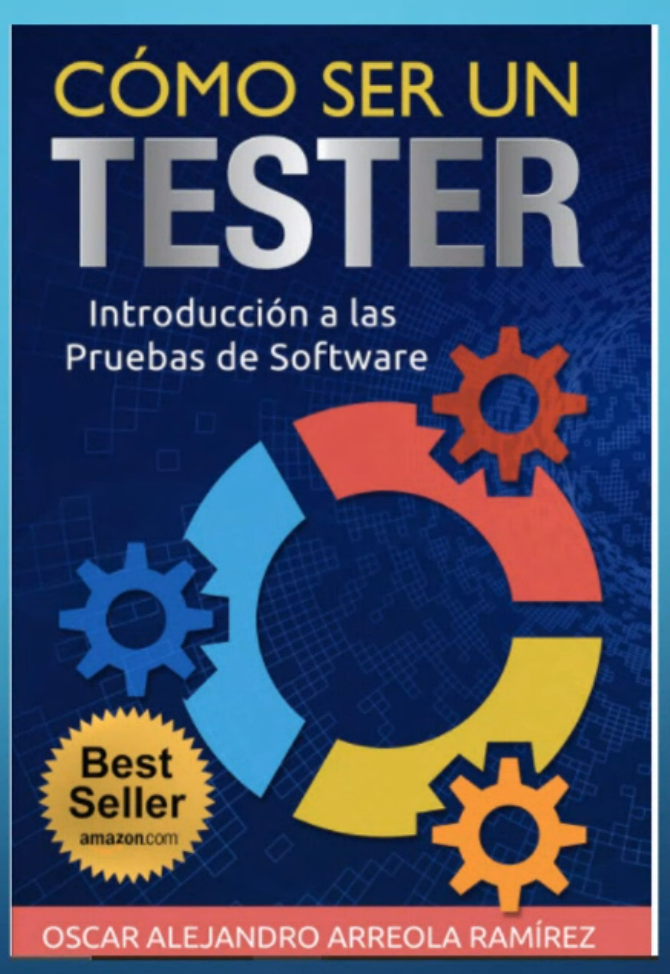 CÓMO SER UN
TESTER
Introducción a las
Pruebas de Software
Best
Seller
amazon.com
OSCAR ALEJANDRO ARREOLA RAMÍREZ